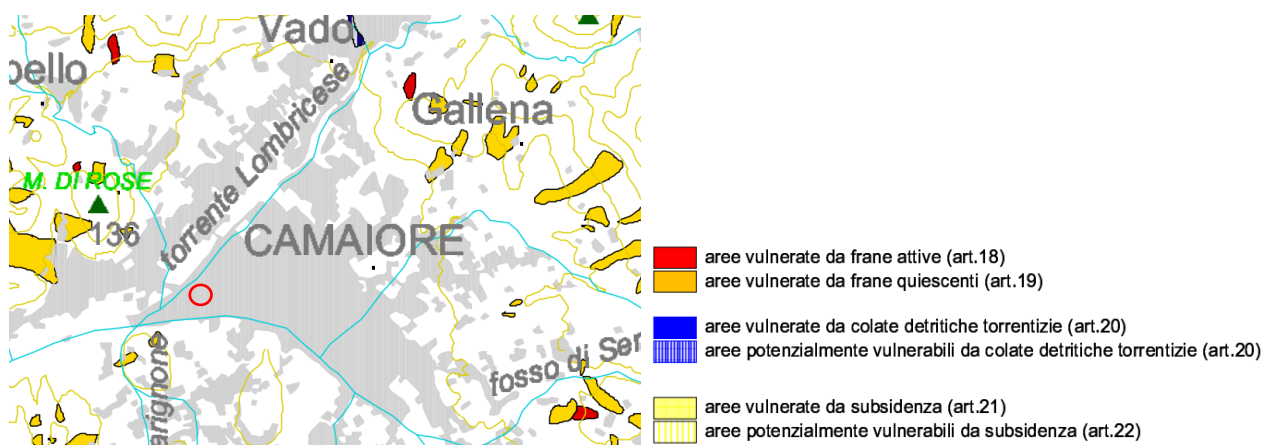 Vado
bello
torrente Lombricese
Gallena
M. DI ROSE
136
CAMAIORE
fosso di Ser
arignone
aree vulnerate da frane attive (art.18)
aree vulnerate da frane quiescenti (art.19)
aree vulnerate da colate detritiche torrentizie (art.20)
aree potenzialmente vulnerabili da colate detritiche torrentizie (art.20)
aree vulnerate da subsidenza (art.21)
aree potenzialmente vulnerabili da subsidenza (art.22)